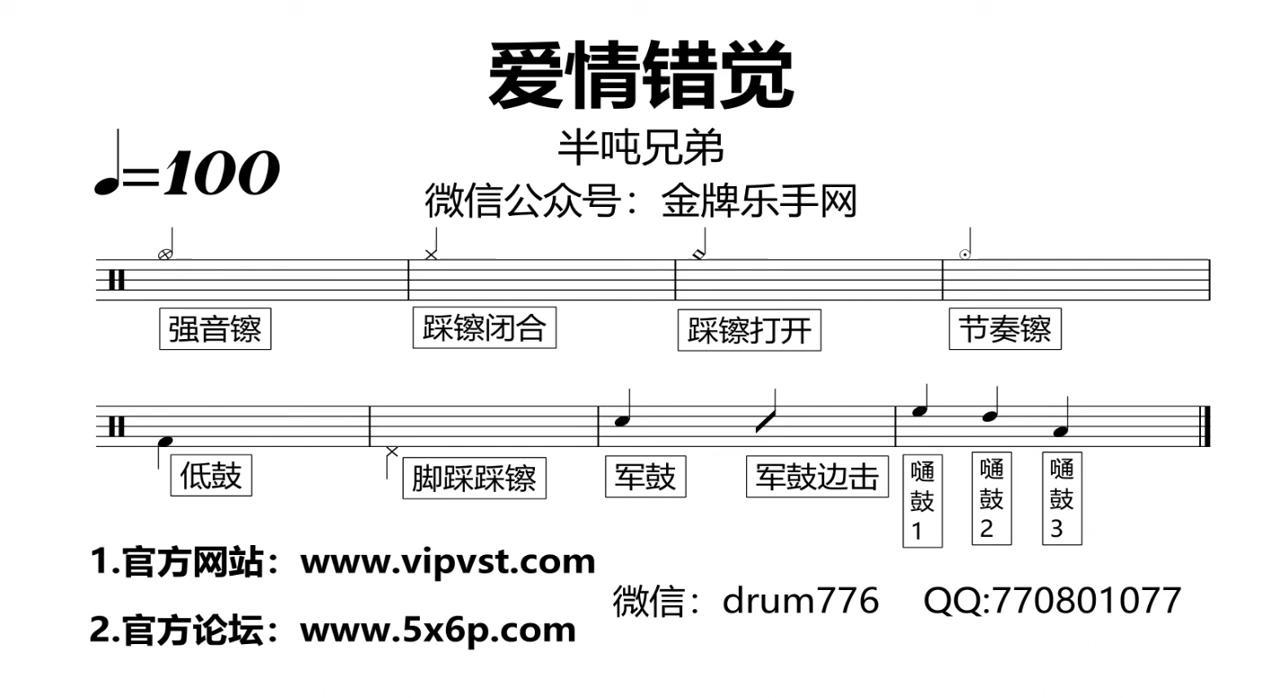 爱情错觉
半吨兄弟
=100
微信公众号：金牌乐手网
强音镲 踩镲闭合 踩镲打开 节奏镲
低鼓 脚踩踩镲 军鼓 军鼓边击 嗵鼓1 嗵鼓2 嗵鼓3
1.官方网站：www.vipvst.com
微信：drum776 QQ:770801077
2.官方论坛：www.5x6p.com